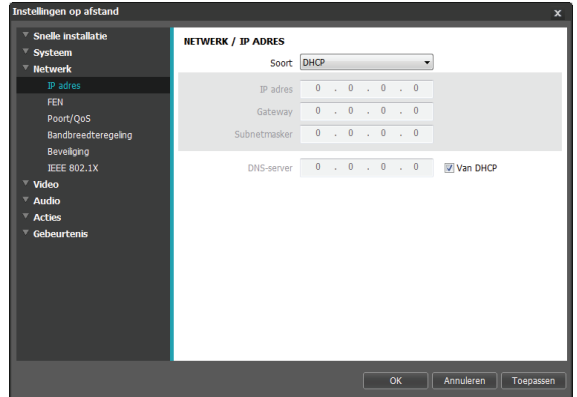 Instellingen op afstand x
Snelle installatie
Systeem
Netwerk
IP adres
FEN
Poort/QoS
Bandbreedteregeling
Beveiliging
IEEE 802.1X
Video
Audio
Acties
Gebeurtenis
NETWERK / IP ADRES
Soort DHCP
IP adres 0 . 0 . 0 . 0
Gateway 0 . 0 . 0 . 0
Subnetmasker 0 . 0 . 0 . 0
DNS-server 0 . 0 . 0 . 0 Van DHCP
OK Annuleren Toepassen